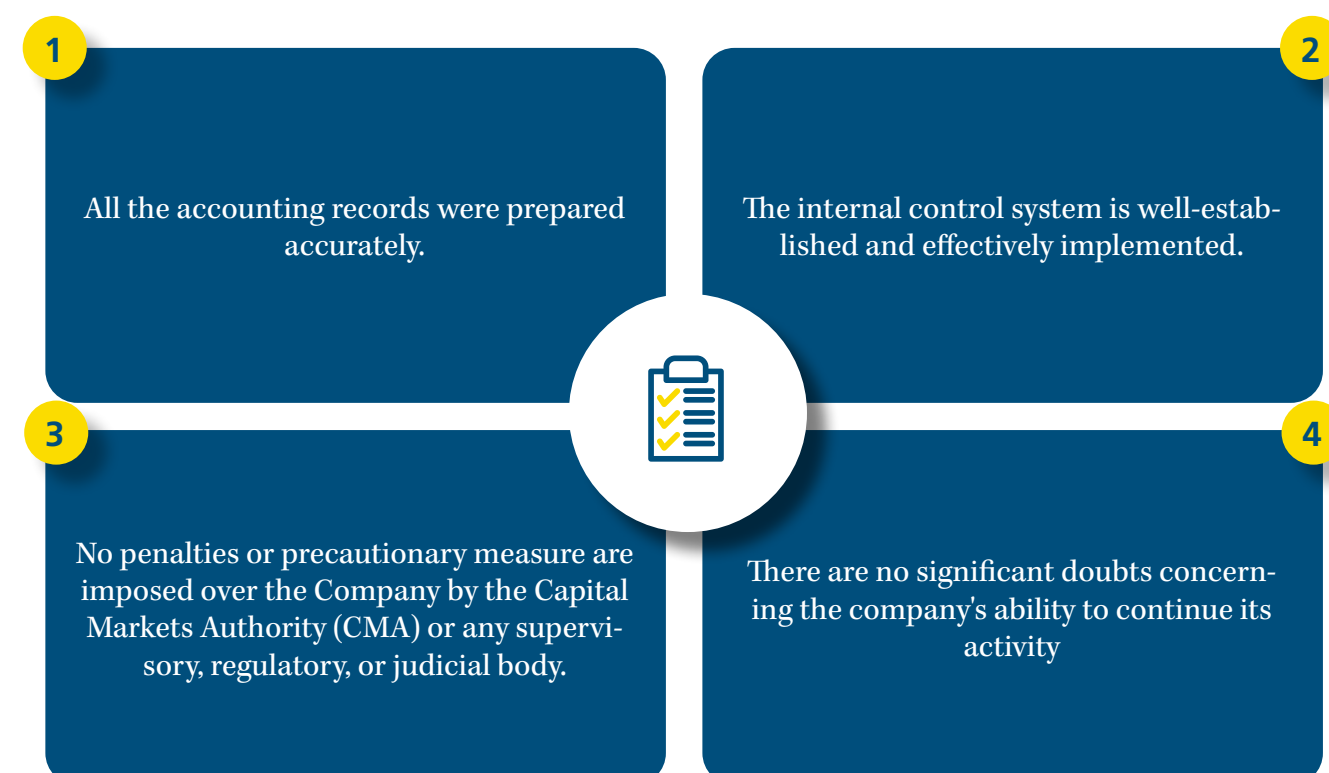 1
All the accounting records were prepared
accurately.
2
The internal control system is well-estab-
lished and effectively implemented.
3
No penalties or precautionary measure are
imposed over the Company by the Capital
Markets Authority (CMA) or any supervi-
sory, regulatory, or judicial body.
4
There are no significant doubts concern-
ing the company's ability to continue its
activity